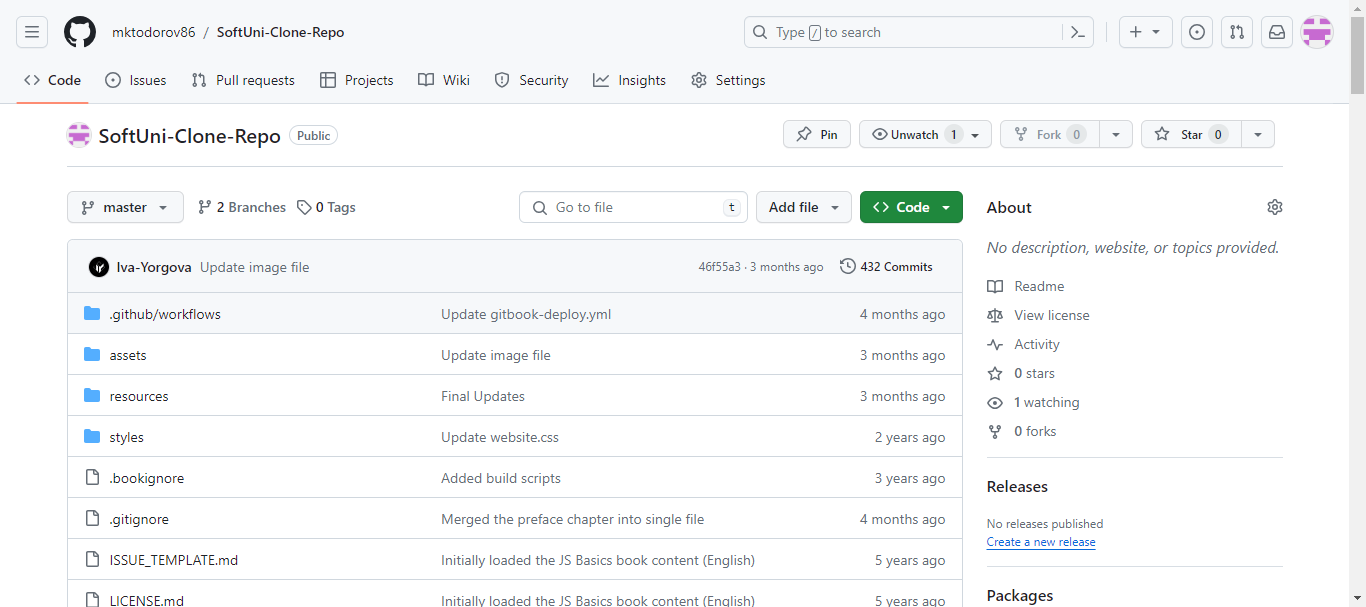 mktodorov86 / SoftUni-Clone-Repo
Type / to search
Code Issues Pull requests Projects Wiki Security Insights Settings
SoftUni-Clone-Repo Public
Pin Unwatch 1 Fork 0 Star 0
master 2 Branches 0 Tags Go to file t Add file Code
Iva-Yorgova Update image file 46f55a3 · 3 months ago 432 Commits
.github/workflows Update gitbook-deploy.yml 4 months ago
assets Update image file 3 months ago
resources Final Updates 3 months ago
styles Update website.css 2 years ago
.bookignore Added build scripts 3 years ago
.gitignore Merged the preface chapter into single file 4 months ago
ISSUE_TEMPLATE.md Initially loaded the JS Basics book content (English) 5 years ago
LICENSE.md Initially loaded the JS Basics book content (English) 5 years ago
About
No description, website, or topics provided.
Readme
View license
Activity
0 stars
1 watching
0 forks
Releases
No releases published
Create a new release
Packages